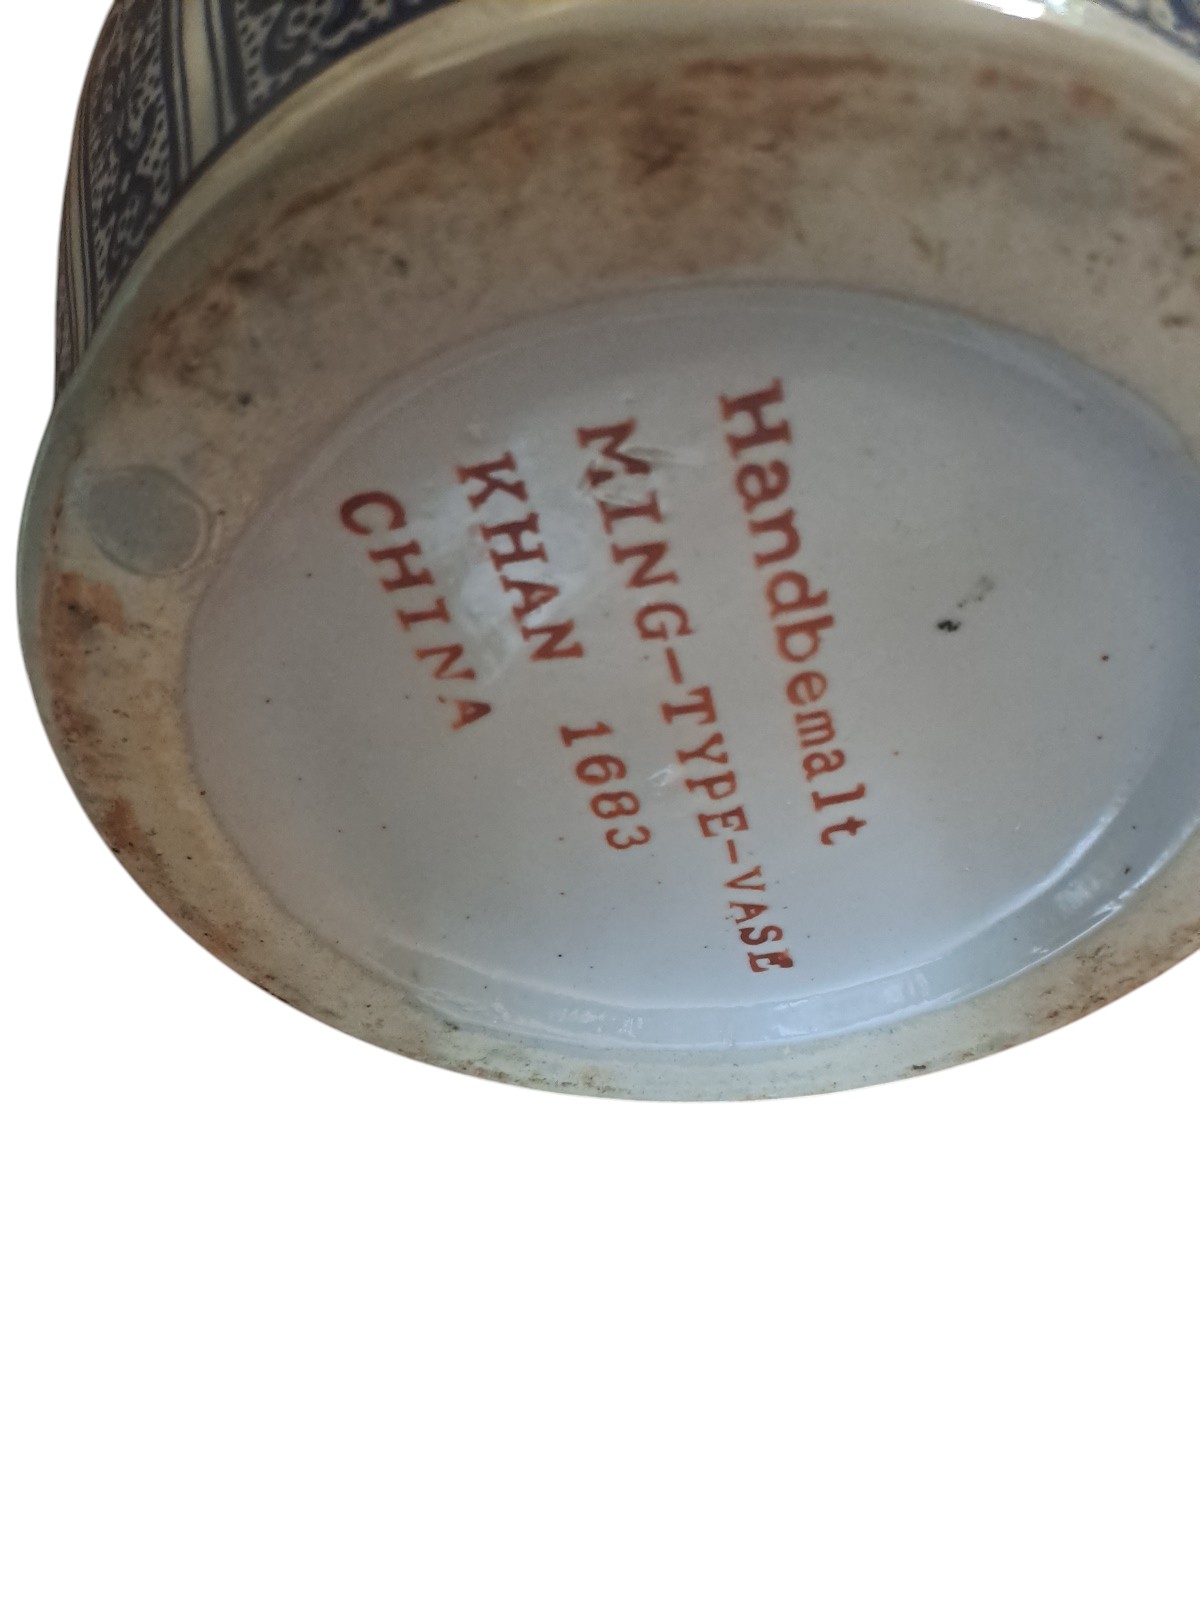 Handbemalt
MING-TYPE-VASE
KHAN 1683
CHINA